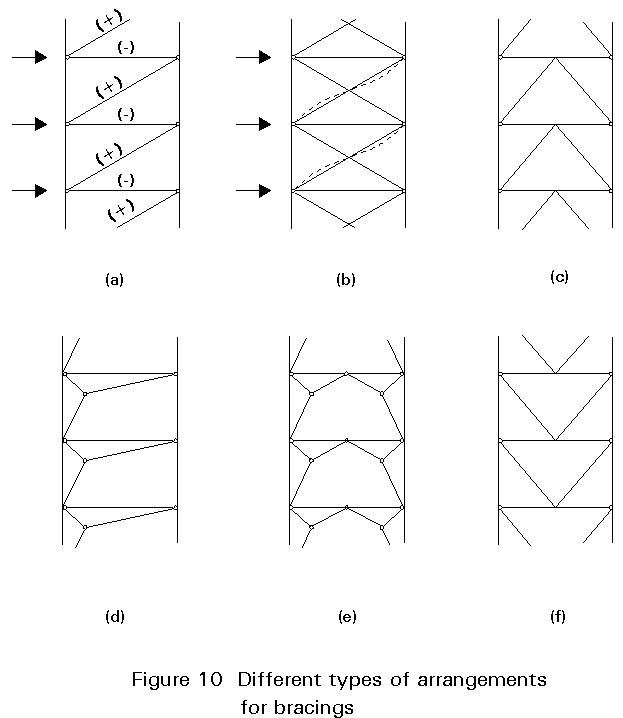 (+)
(-)
(+)
(-)
(+)
(-)
(+)
(a)
(b)
(c)
(d)
(e)
(f)
Figure 10 Different types of arrangements
for bracings